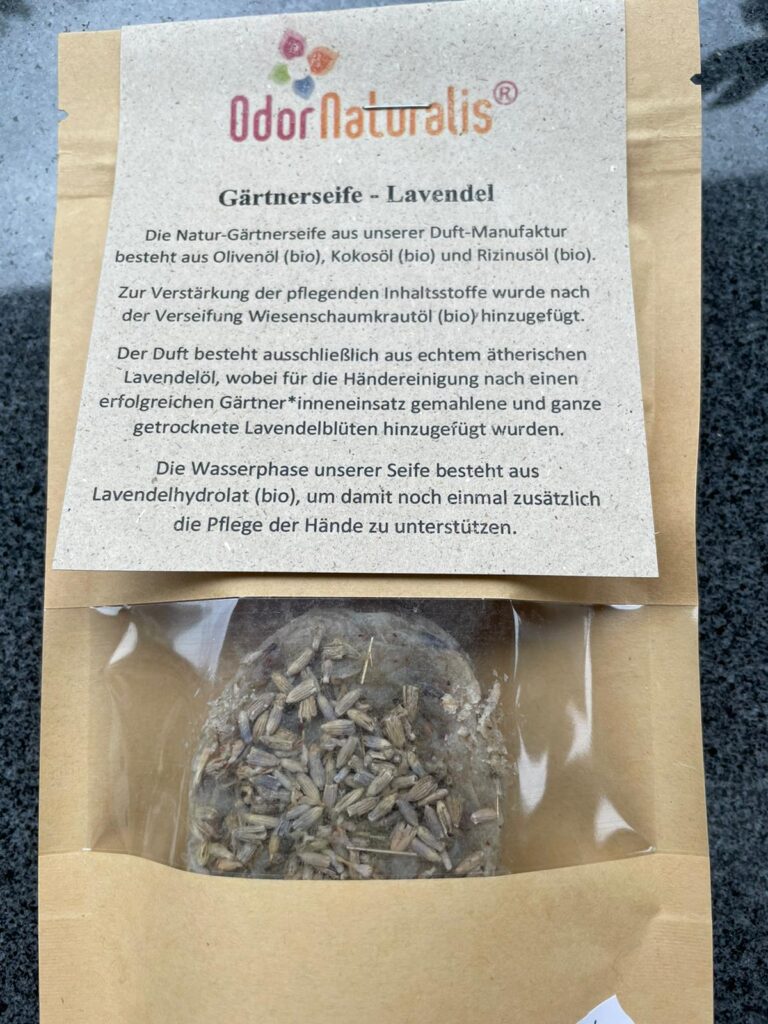 OdorNaturalis®
Gärtnerseife - Lavendel
Die Natur-Gärtnerseife aus unserer Duft-Manufaktur
besteht aus Olivenöl (bio), Kokosöl (bio) und Rizinusöl (bio).
Zur Verstärkung der pflegenden Inhaltsstoffe wurde nach
der Verseifung Wiesenschaumkrautöl (bio) hinzugefügt.
Der Duft besteht ausschließlich aus echtem ätherischen
Lavendelöl, wobei für die Händereinigung nach einen
erfolgreichen Gärtner*inneneinsatz gemahlene und ganze
getrocknete Lavendelblüten hinzugefügt wurden.
Die Wasserphase unserer Seife besteht aus
Lavendelhydrolat (bio), um damit noch einmal zusätzlich
die Pflege der Hände zu unterstützen.